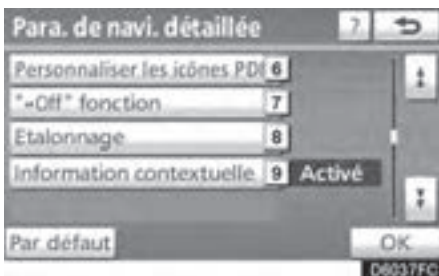 Para. de navi. détaillée ?
Personnaliser les icônes PDI 6
"◂Off" fonction 7
Etalonnage 8
Information contextuelle 9 Activé
Par défaut OK
D6037FC